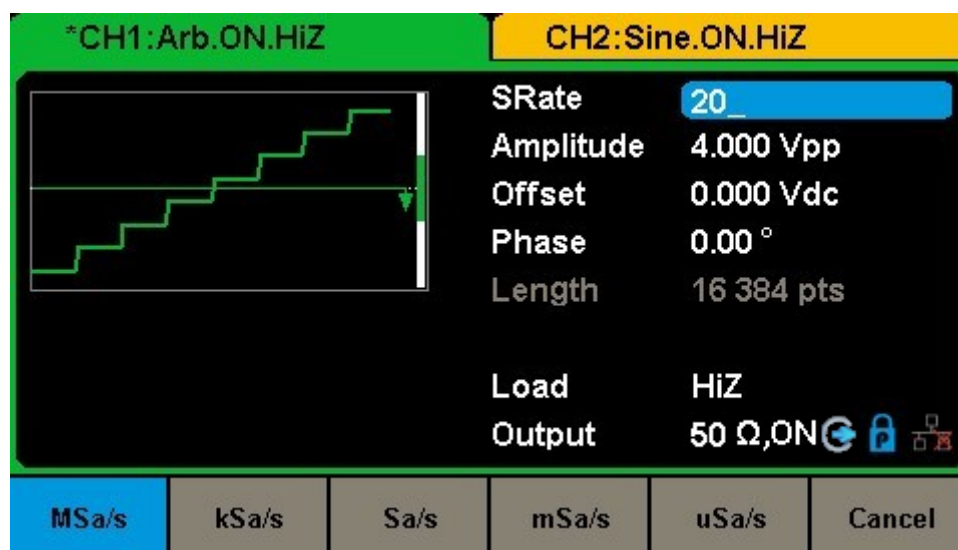 *CH1:Arb.ON.HiZ CH2:Sine.ON.HiZ
SRate 20_
Amplitude 4.000 Vpp
Offset 0.000 Vdc
Phase 0.00 °
Length 16 384 pts
Load HiZ
Output 50 Ω,ON P
MSa/s kSa/s Sa/s mSa/s uSa/s Cancel